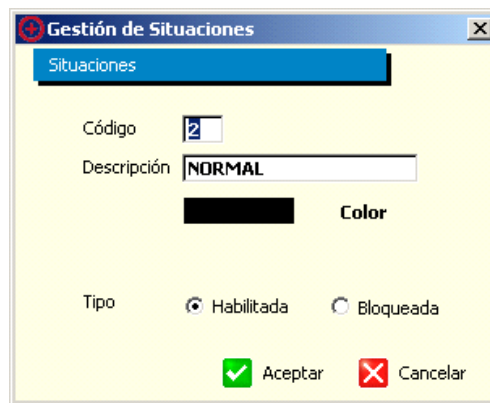 Gestión de Situaciones
Situaciones
Código 2
Descripción NORMAL
Color
Tipo Habilitada Bloqueada
Aceptar Cancelar